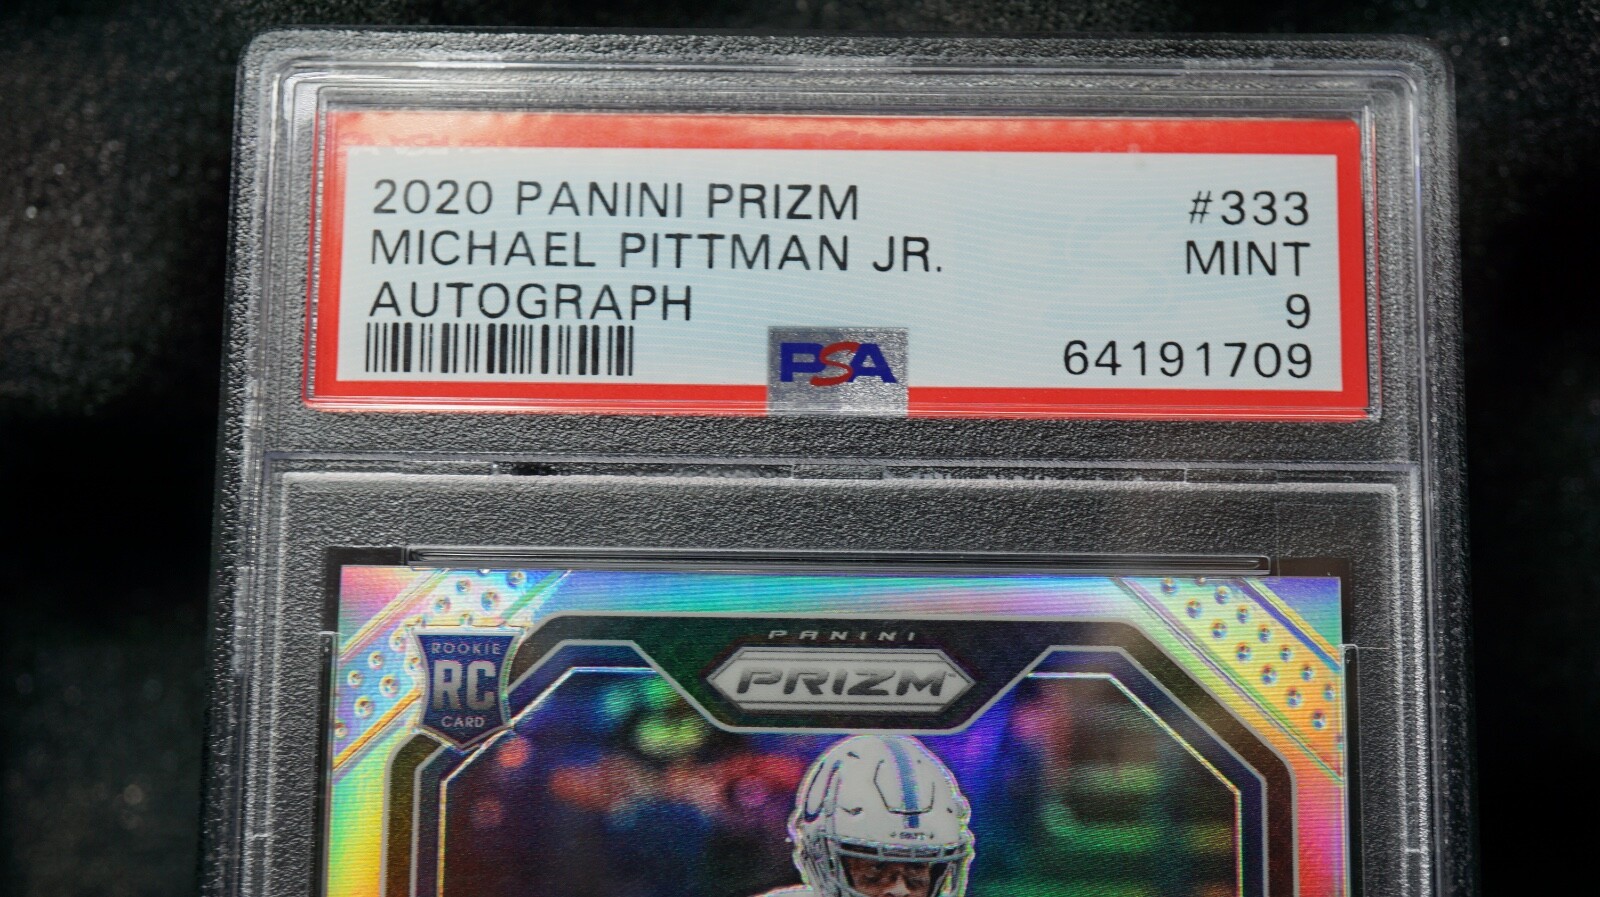 2020 PANINI PRIZM #333
MICHAEL PITTMAN JR. MINT
AUTOGRAPH 9
PSA 64191709
PANINI
PRIZM
ROOKIE
RC
CARD